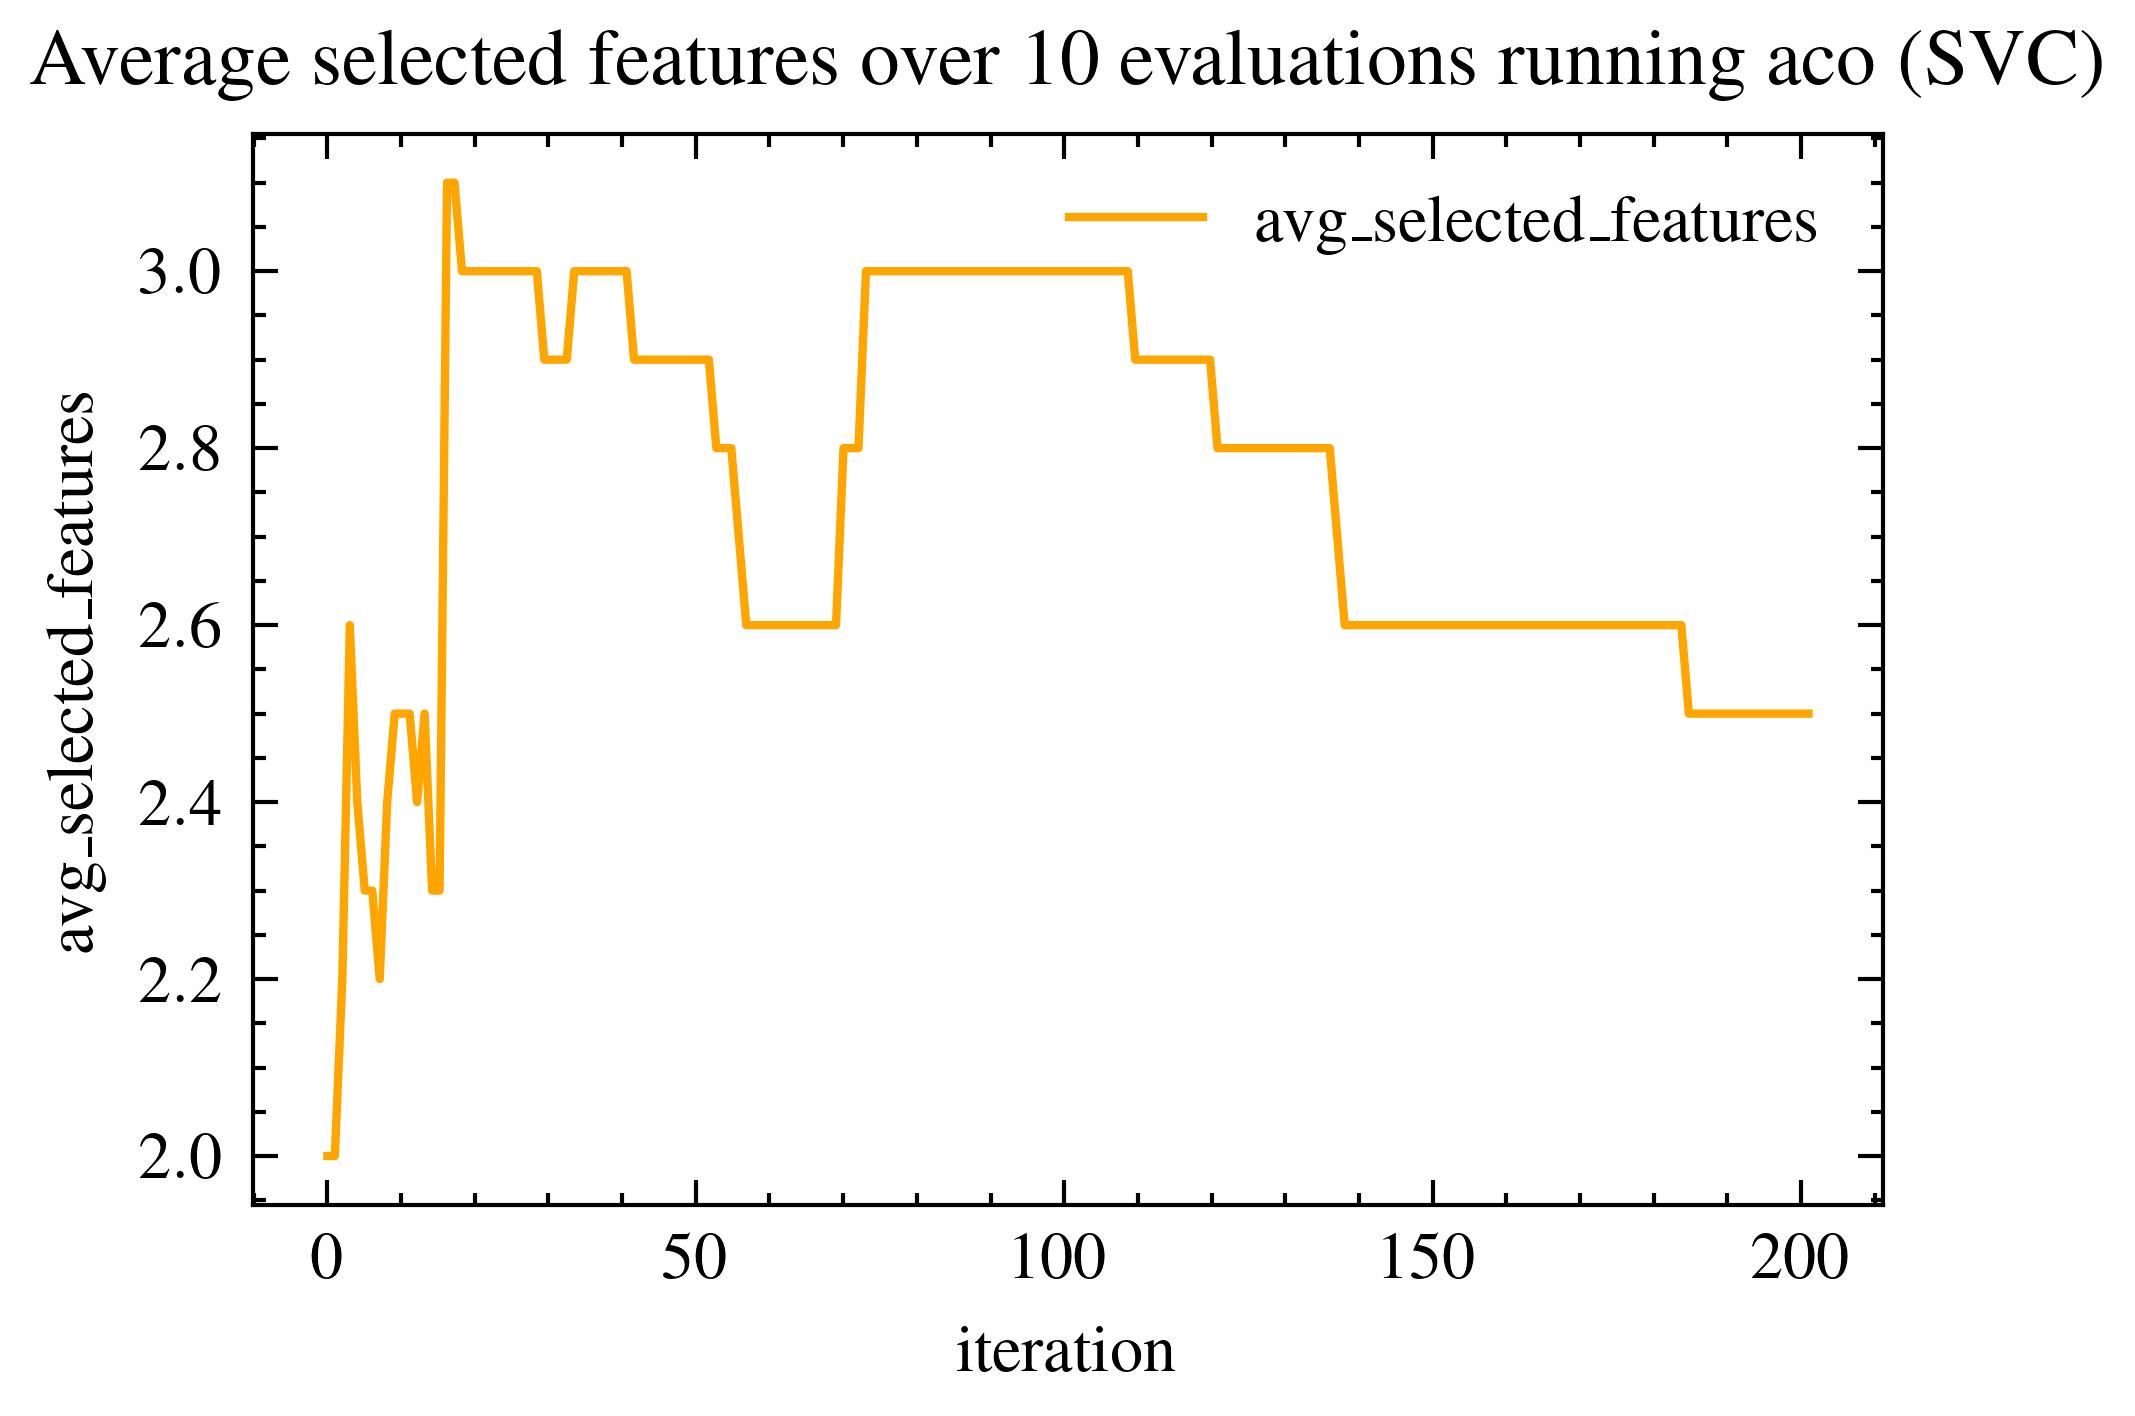 Average selected features over 10 evaluations running aco (SVC)
avg_selected_features
avg_selected_features
3.0
2.8
2.6
2.4
2.2
2.0
0 50 100 150 200
iteration